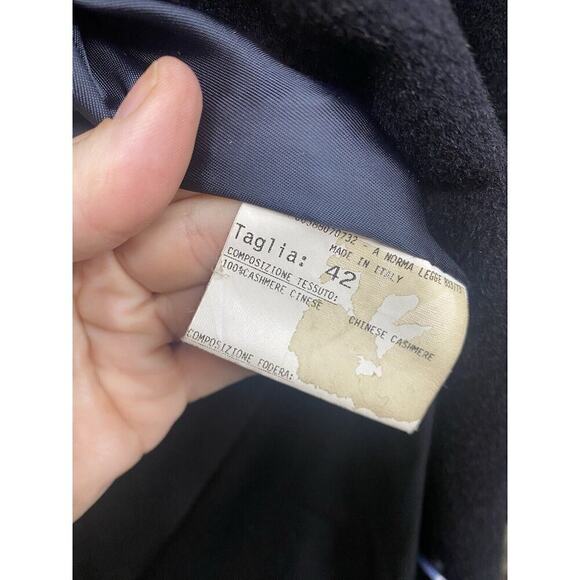 A NORMA LEGGE
MADE IN ITALY
Taglia: 42
COMPOSIZIONE TESSUTO:
100%CASHMERE CINESE
CHINESE CASHMERE
COMPOSIZIONE FODERA: